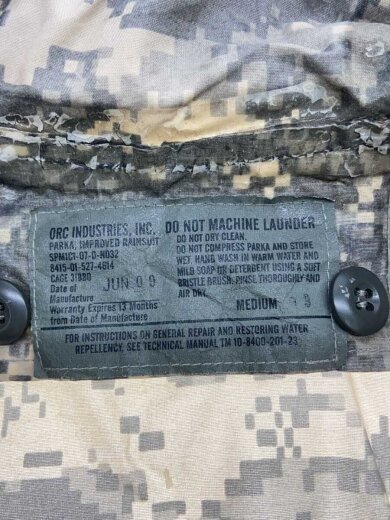 ORC INDUSTRIES, INC.
PARKA, IMPROVED RAINSUIT
SPM1C1-07-D-N032
8415-01-527-4614
CAGE
Date of
Manufacture
JUN 09
Warranty Expires 13 Months
from Date of Manufacture
DO NOT MACHINE LAUNDER
DO NOT DRY CLEAN.
DO NOT COMPRESS PARKA AND STORE
WET. HAND WASH IN WARM WATER AND
MILD SOAP OR DETERGENT USING A SOFT
BRISTLE BRUSH. RINSE THOROUGHLY AND
AIR DRY.
MEDIUM
FOR INSTRUCTIONS ON GENERAL REPAIR AND RESTORING WATER
REPELLENCY, SEE TECHNICAL MANUAL TM 10-8400-201-23